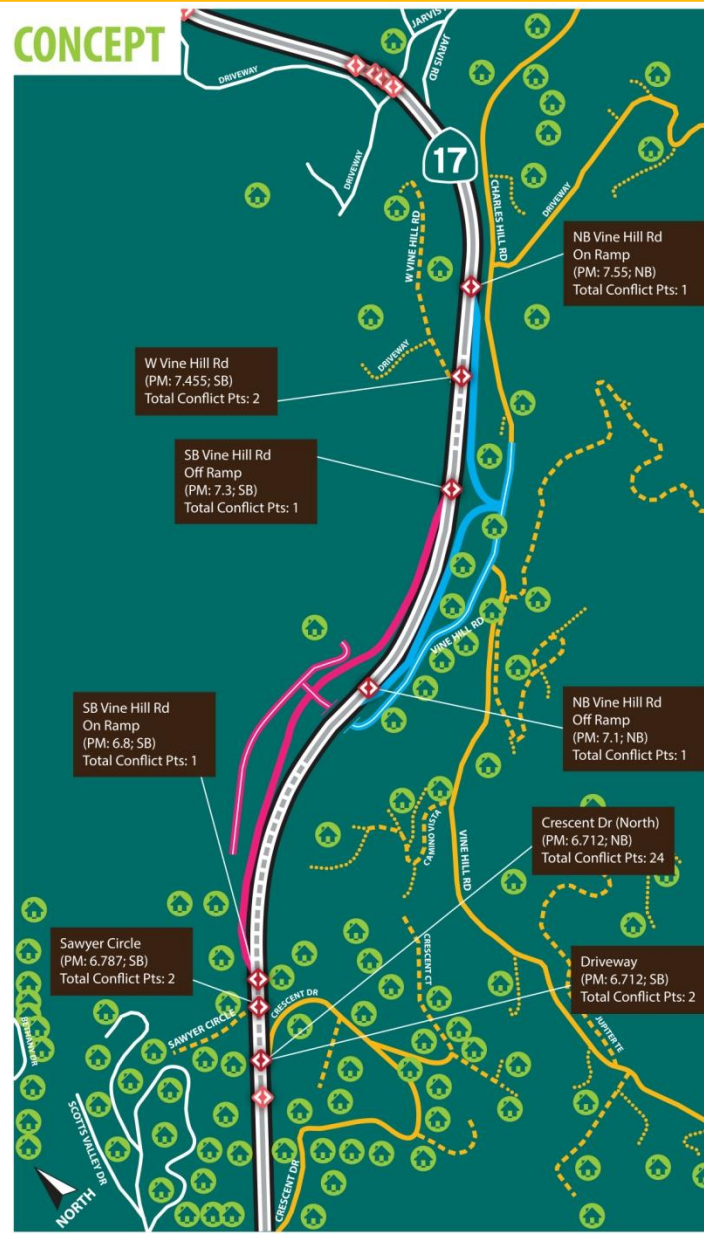 CONCEPT
JARVIS
JARVIS RD
DRIVEWAY
DRIVEWAY
17
CHARLES HILL RD
DRIVEWAY
W VINE HILL RD
DRIVEWAY
NB Vine Hill Rd
On Ramp
(PM: 7.55; NB)
Total Conflict Pts: 1
W Vine Hill Rd
(PM: 7.455; SB)
Total Conflict Pts: 2
SB Vine Hill Rd
Off Ramp
(PM: 7.3; SB)
Total Conflict Pts: 1
VINE HILL RD
SB Vine Hill Rd
On Ramp
(PM: 6.8; SB)
Total Conflict Pts: 1
NB Vine Hill Rd
Off Ramp
(PM: 7.1; NB)
Total Conflict Pts: 1
CAMINO VISTA
VINE HILL RD
Crescent Dr (North)
(PM: 6.712; NB)
Total Conflict Pts: 24
Sawyer Circle
(PM: 6.787; SB)
Total Conflict Pts: 2
CRESCENT CT
Driveway
(PM: 6.712; SB)
Total Conflict Pts: 2
CRESCENT DR
SAWYER CIRCLE
BETHANY DR
JUPITER TE
SCOTTS VALLEY DR
CRESCENT DR
NORTH